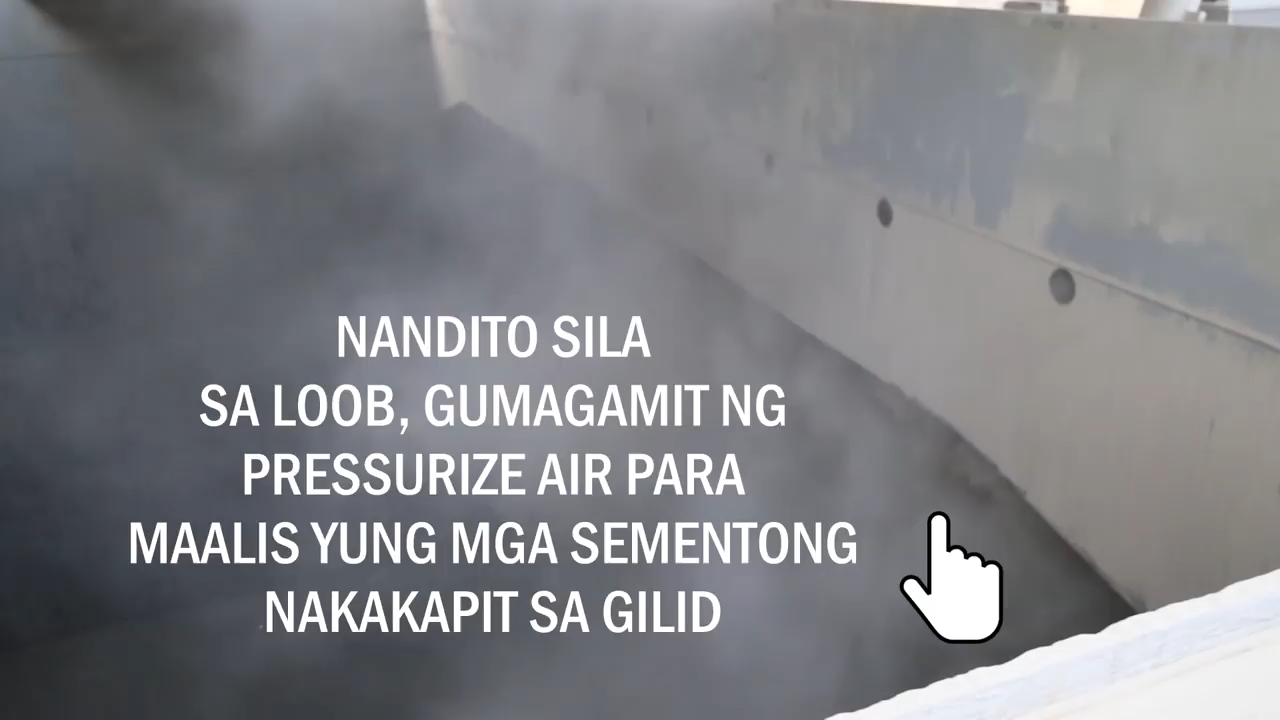 NANDITO SILA
SA LOOB, GUMAGAMIT NG
PRESSURIZE AIR PARA
MAALIS YUNG MGA SEMENTONG
NAKAKAPIT SA GILID